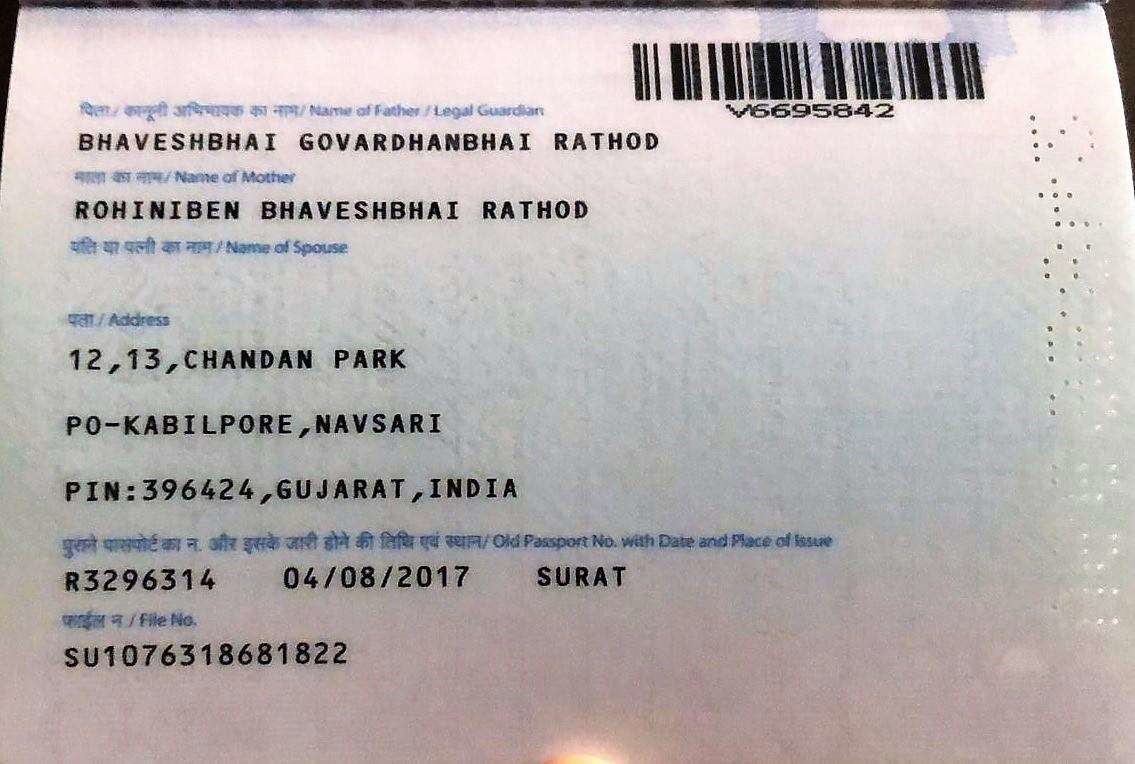 V6695842
पिता / कानूनी अभिभावक का नाम/ Name of Father / Legal Guardian
BHAVESHBHAI GOVARDHANBHAI RATHOD
माता का नाम/ Name of Mother
ROHINIBEN BHAVESHBHAI RATHOD
पति या पत्नी का नाम / Name of Spouse
पता / Address
12,13,CHANDAN PARK
PO-KABILPORE,NAVSARI
PIN:396424,GUJARAT,INDIA
पुराने पासपोर्ट का न. और इसके जारी होने की तिथि एवं स्थान/ Old Passport No. with Date and Place of Issue
R3296314 04/08/2017 SURAT
फाईल न / File No.
SU1076318681822